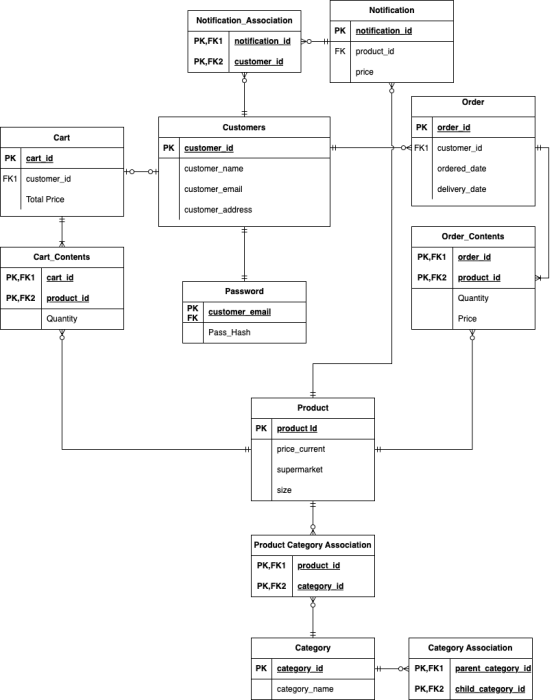 Notification_Association
PK,FK1 notification_id
PK,FK2 customer_id
Notification
PK notification_id
FK product_id
price
Customers
PK customer_id
customer_name
customer_email
customer_address
Order
PK order_id
FK1 customer_id
ordered_date
delivery_date
Cart
PK cart_id
FK1 customer_id
Total Price
Cart_Contents
PK,FK1 cart_id
PK,FK2 product_id
Quantity
Order_Contents
PK,FK1 order_id
PK,FK2 product_id
Quantity
Price
Password
PK
FK customer_email
Pass_Hash
Product
PK product Id
price_current
supermarket
size
Product Category Association
PK,FK1 product_id
PK,FK2 category_id
Category
PK category_id
category_name
Category Association
PK,FK1 parent_category_id
PK,FK2 child_category_id